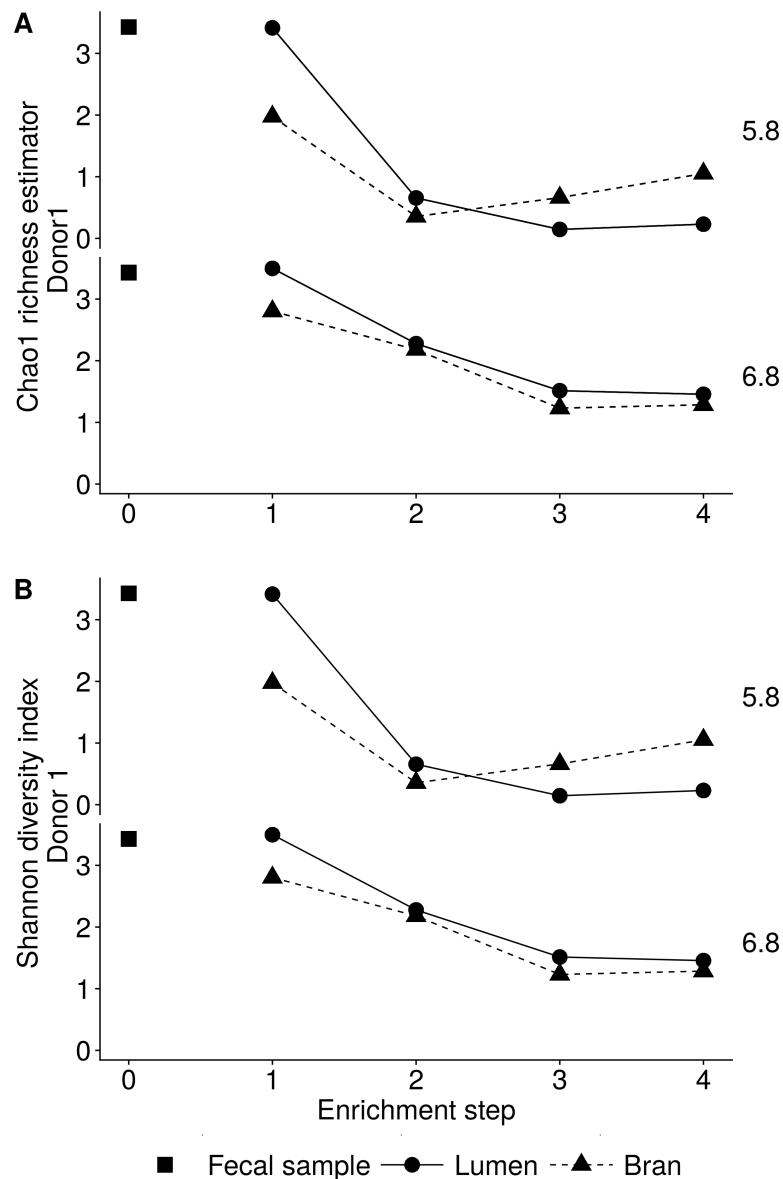 A
Chao1 richness estimator
Donor1
3
2
1
0
5.8
3
2
1
0
6.8
0 1 2 3 4
B
Shannon diversity index
Donor 1
3
2
1
0
5.8
3
2
1
0
6.8
0 1 2 3 4
Enrichment step
Fecal sample Lumen Bran